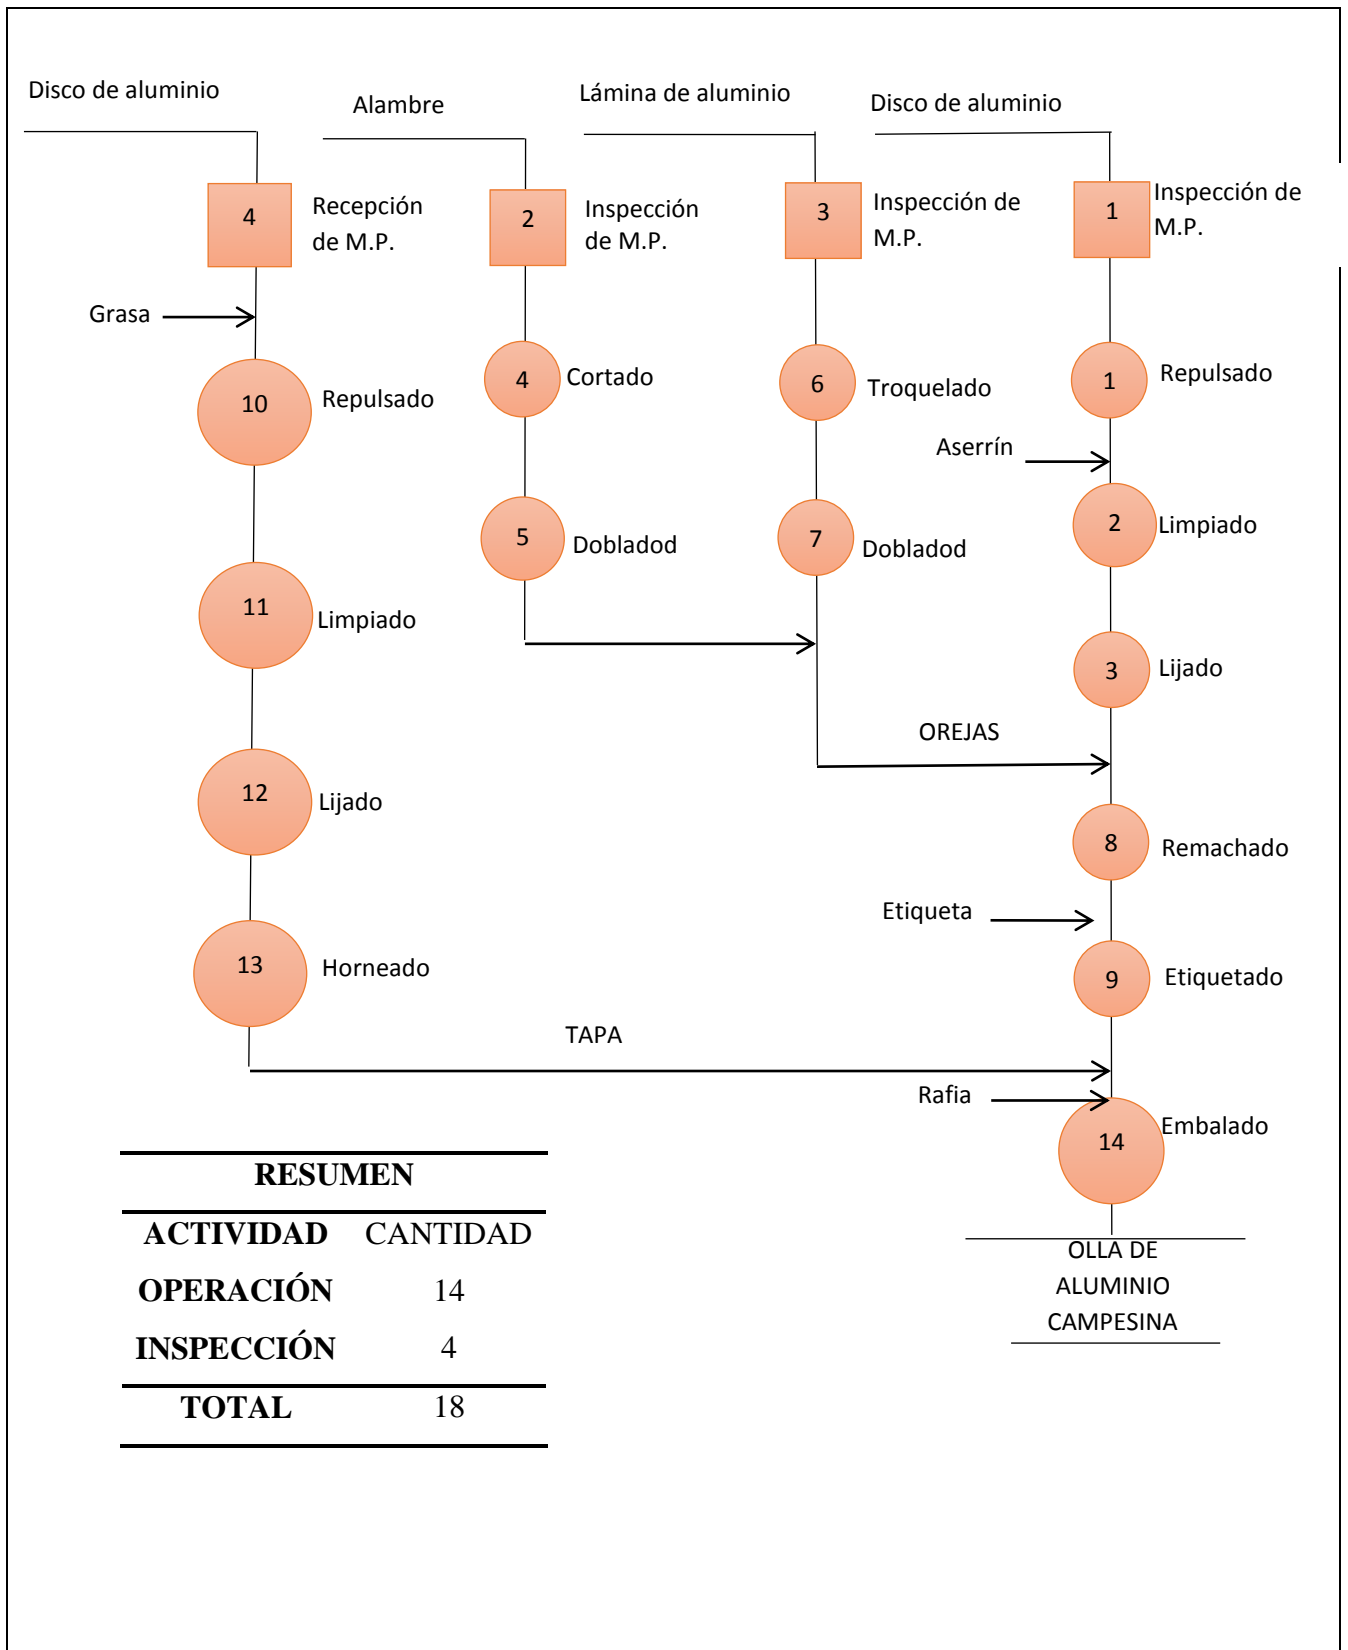 Disco de aluminio
Alambre
Lámina de aluminio
Disco de aluminio
4
Recepción
de M.P.
2
Inspección
de M.P.
3
Inspección de
M.P.
1
Inspección de
M.P.
Grasa
10
Repulsado
4
Cortado
6
Troquelado
1
Repulsado
Aserrín
5
Dobladod
7
Dobladod
2
Limpiado
11
Limpiado
3
Lijado
OREJAS
12
Lijado
8
Remachado
Etiqueta
13
Horneado
9
Etiquetado
TAPA
Rafia
14
Embalado
OLLA DE
ALUMINIO
CAMPESINA
RESUMEN
ACTIVIDAD CANTIDAD
OPERACIÓN 14
INSPECCIÓN 4
TOTAL 18